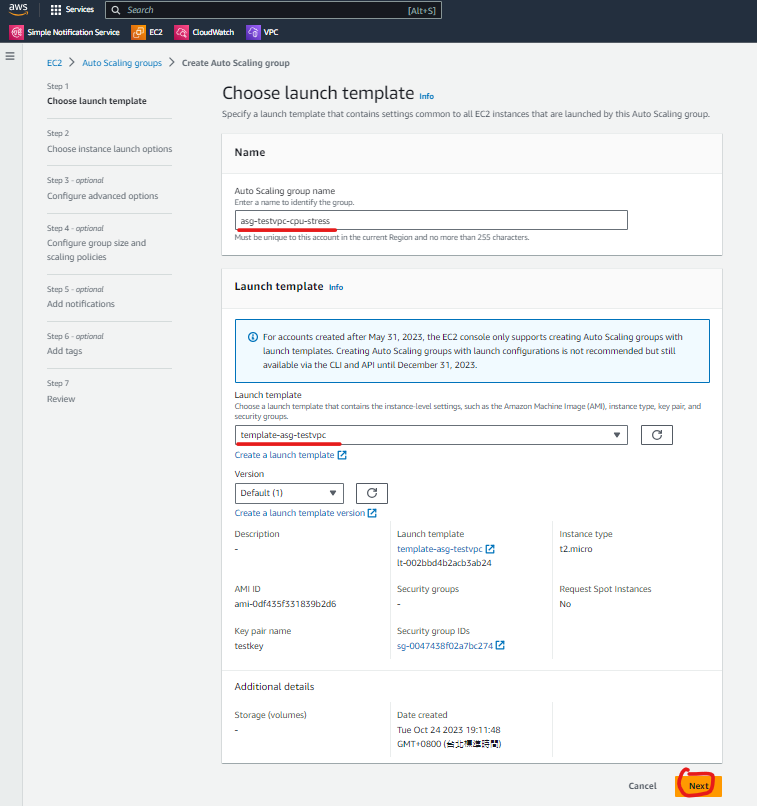 aws
Services
Search
[Alt+S]
Simple Notification Service
EC2
CloudWatch
VPC
EC2
Auto Scaling groups
Create Auto Scaling group
Step 1
Choose launch template
Step 2
Choose instance launch options
Step 3 - optional
Configure advanced options
Step 4 - optional
Configure group size and
scaling policies
Step 5 - optional
Add notifications
Step 6 - optional
Add tags
Step 7
Review
Choose launch template Info
Specify a launch template that contains settings common to all EC2 instances that are launched by this Auto Scaling group.
Name
Auto Scaling group name
Enter a name to identify the group.
asg-testvpc-cpu-stress
Must be unique to this account in the current Region and no more than 255 characters.
Launch template Info
For accounts created after May 31, 2023, the EC2 console only supports creating Auto Scaling groups with
launch templates. Creating Auto Scaling groups with launch configurations is not recommended but still
available via the CLI and API until December 31, 2023.
Launch template
Choose a launch template that contains the instance-level settings, such as the Amazon Machine Image (AMI), instance type, key pair, and
security groups.
template-asg-testvpc
Create a launch template
Version
Default (1)
Create a launch template version
Description
-
Launch template
template-asg-testvpc
lt-002bbd4b2acb3ab24
Instance type
t2.micro
AMI ID
ami-0df435f331839b2d6
Security groups
-
Request Spot Instances
No
Key pair name
testkey
Security group IDs
sg-0047438f02a7bc274
Additional details
Storage (volumes)
-
Date created
Tue Oct 24 2023 19:11:48
GMT+0800 (台北標準時間)
Cancel
Next